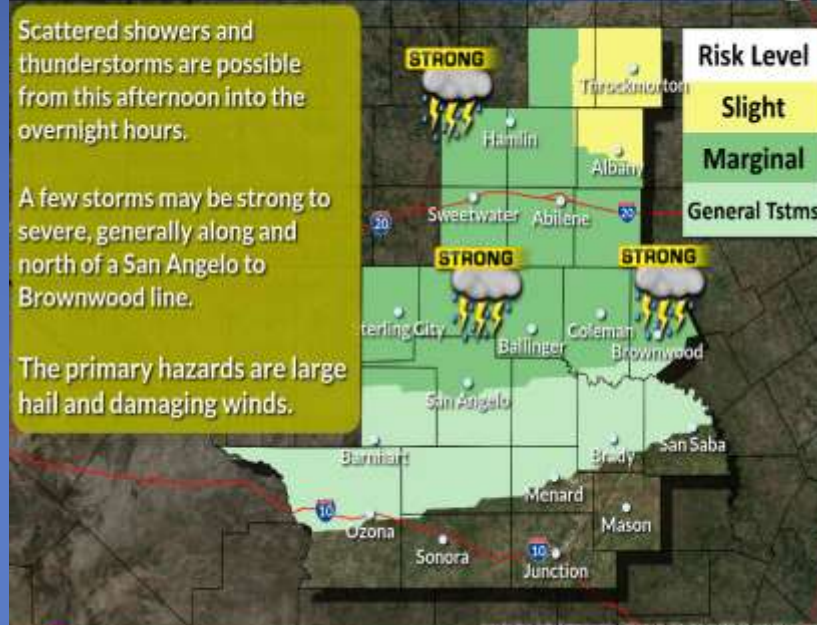 Scattered showers and
thunderstorms are possible
from this afternoon into the
overnight hours.
A few storms may be strong to
severe, generally along and
north of a San Angelo to
Brownwood line.
The primary hazards are large
hail and damaging winds.
Risk Level
Slight
Marginal
General Tstms
STRONG
Throckmorton
Hamlin
Albany
20
Sweetwater
Abilene
20
STRONG
STRONG
terling City
Ballinger
Coleman
Brownwood
San Angelo
Barnhart
Brady
San Saba
Menard
10
Ozona
Mason
Sonora
10
Junction